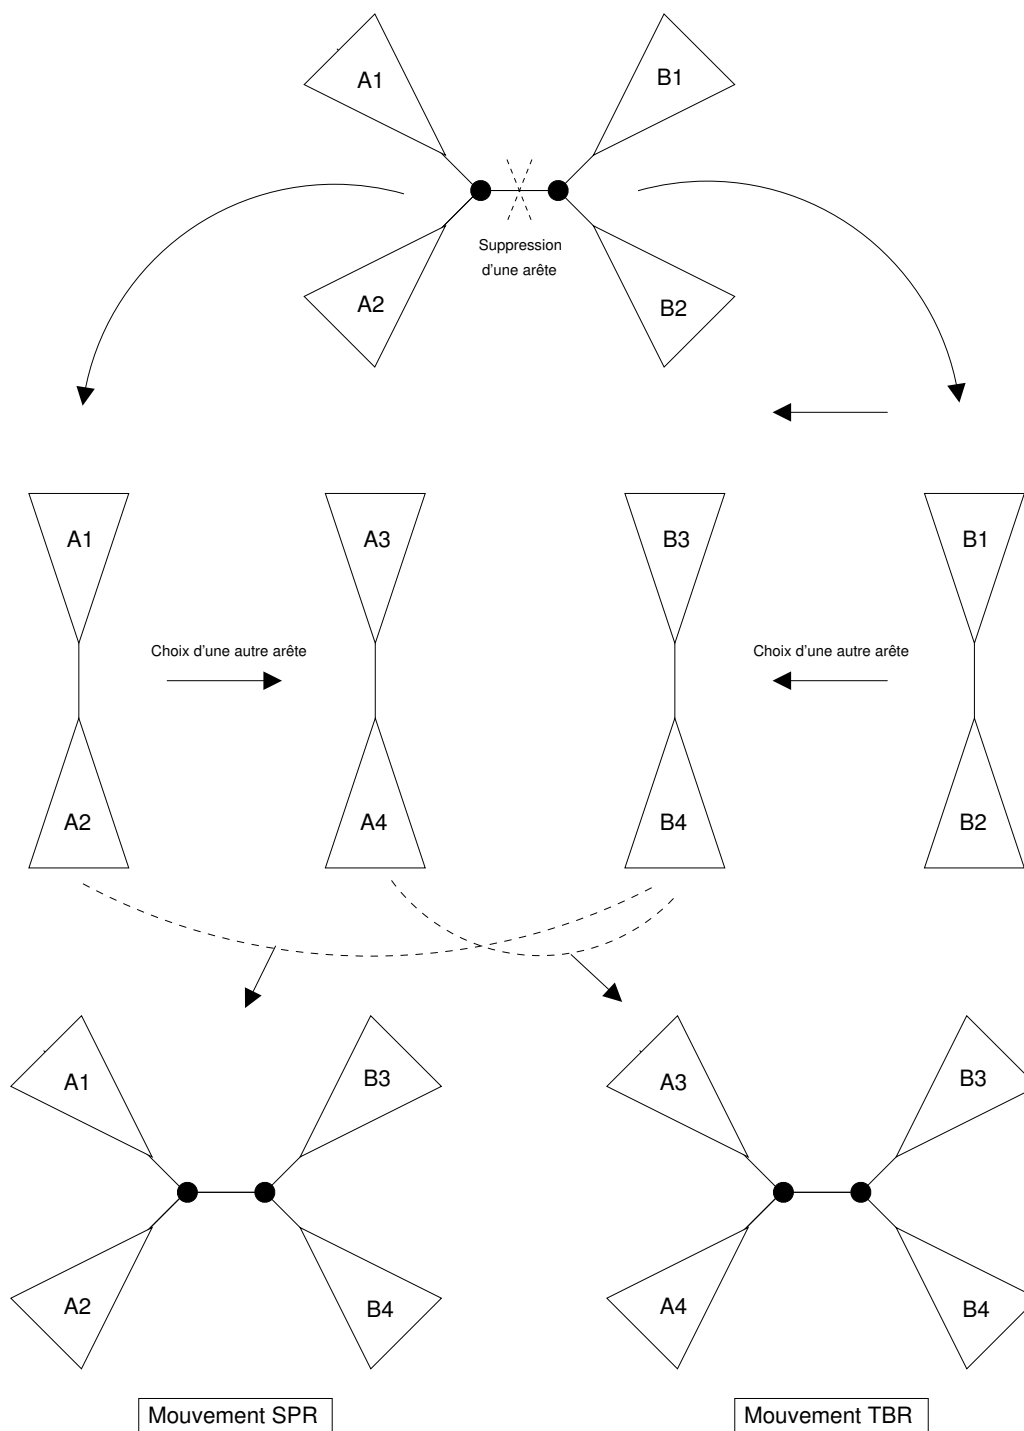 A1
B1
Suppression
d'une arête
A2
B2
A1
A3
B3
B1
Choix d'une autre arête
Choix d'une autre arête
A2
A4
B4
B2
A1
B3
A3
B3
A2
B4
A4
B4
Mouvement SPR
Mouvement TBR